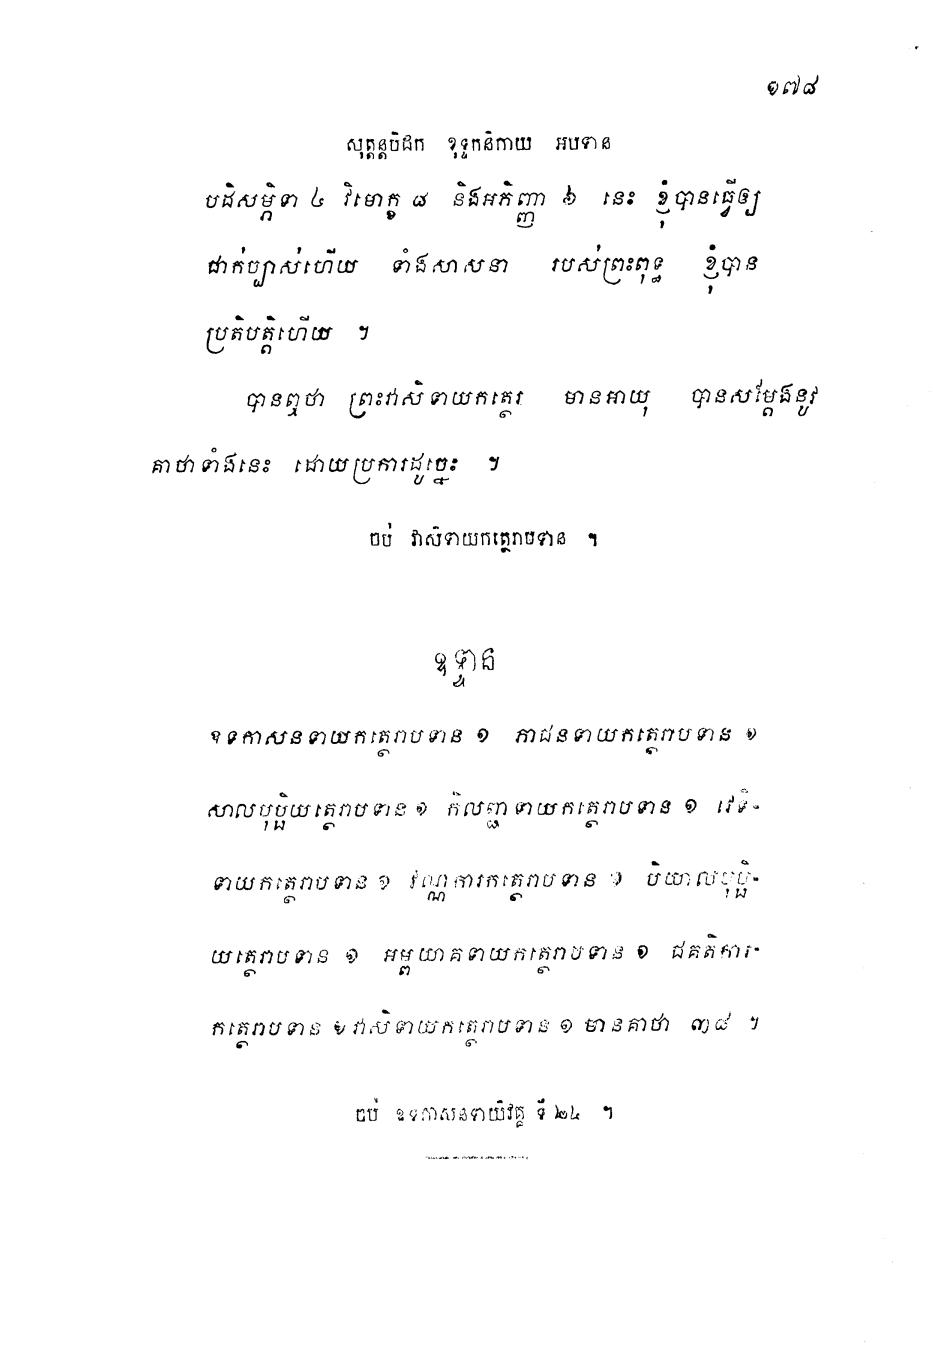 ១៧៨
សុត្តន្តបិដក ខុទ្ទកនិកាយ អបទាន
បដិសម្ភិទា ៤ វិមោក្ខ ៨ និងអភិញ្ញា ៦ នេះ ខ្ញុំបានធ្វើឲ្យ
ជាក់ច្បាស់ហើយ ទាំងសាសនា របស់ព្រះពុទ្ធ ខ្ញុំបាន
ប្រតិបត្តិហើយ ។
បានឮថា ព្រះវាសិទាយកត្ថេរ មានអាយុ បានសម្តែងនូវ
គាថាទាំងនេះ ដោយប្រការដូច្នេះ ។
ចប់ វាសិទាយកត្ថេរាបទាន ។
ឧទ្ទាន
ឧទកាសនទាយកត្ថេរាបទាន ១ ភាជនទាយកត្ថេរាបទាន ១
សាលបុប្ផិយត្ថេរាបទាន ១ កិលញ្ជទាយកត្ថេរាបទាន ១ វេទិ-
ទាយកត្ថេរាបទាន ១ វណ្ណការកត្ថេរាបទាន ១ បិយាលបុប្ផិ-
យត្ថេរាបទាន ១ អម្ពយាគទាយកត្ថេរាបទាន ១ ជគតិការ-
កត្ថេរាបទាន ១ វាសិទាយកត្ថេរាបទាន ១ មានគាថា ៣៨ ។
ចប់ ឧទកាសនទាយិវគ្គ ទី ២៤ ។